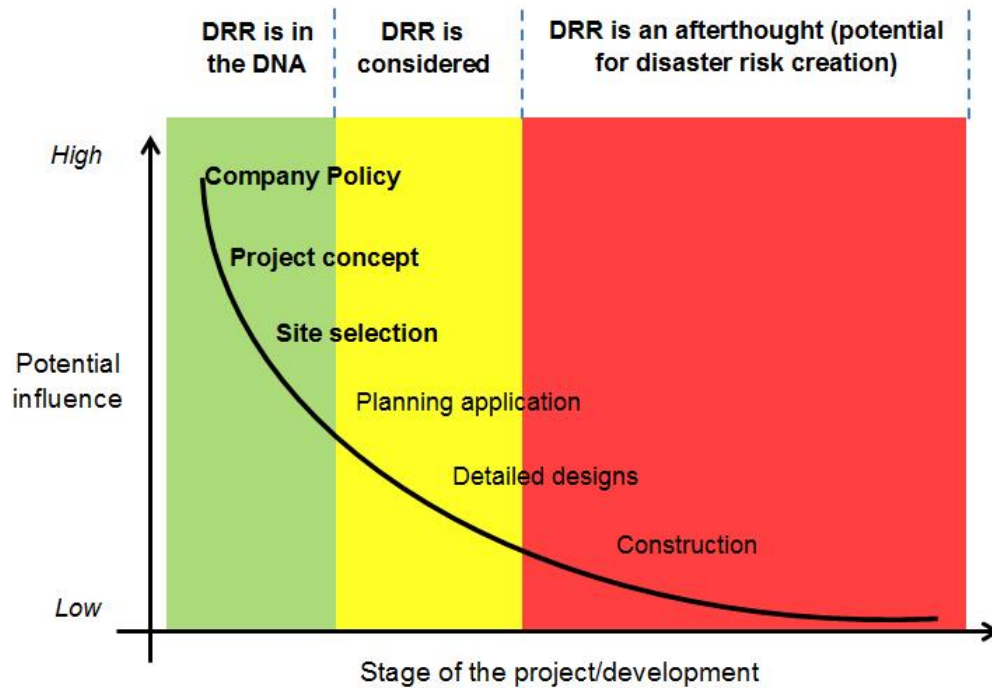 DRR is in
the DNA
DRR is
considered
DRR is an afterthought (potential
for disaster risk creation)
High
Company Policy
Project concept
Site selection
Potential
influence
Planning application
Detailed designs
Construction
Low
Stage of the project/development